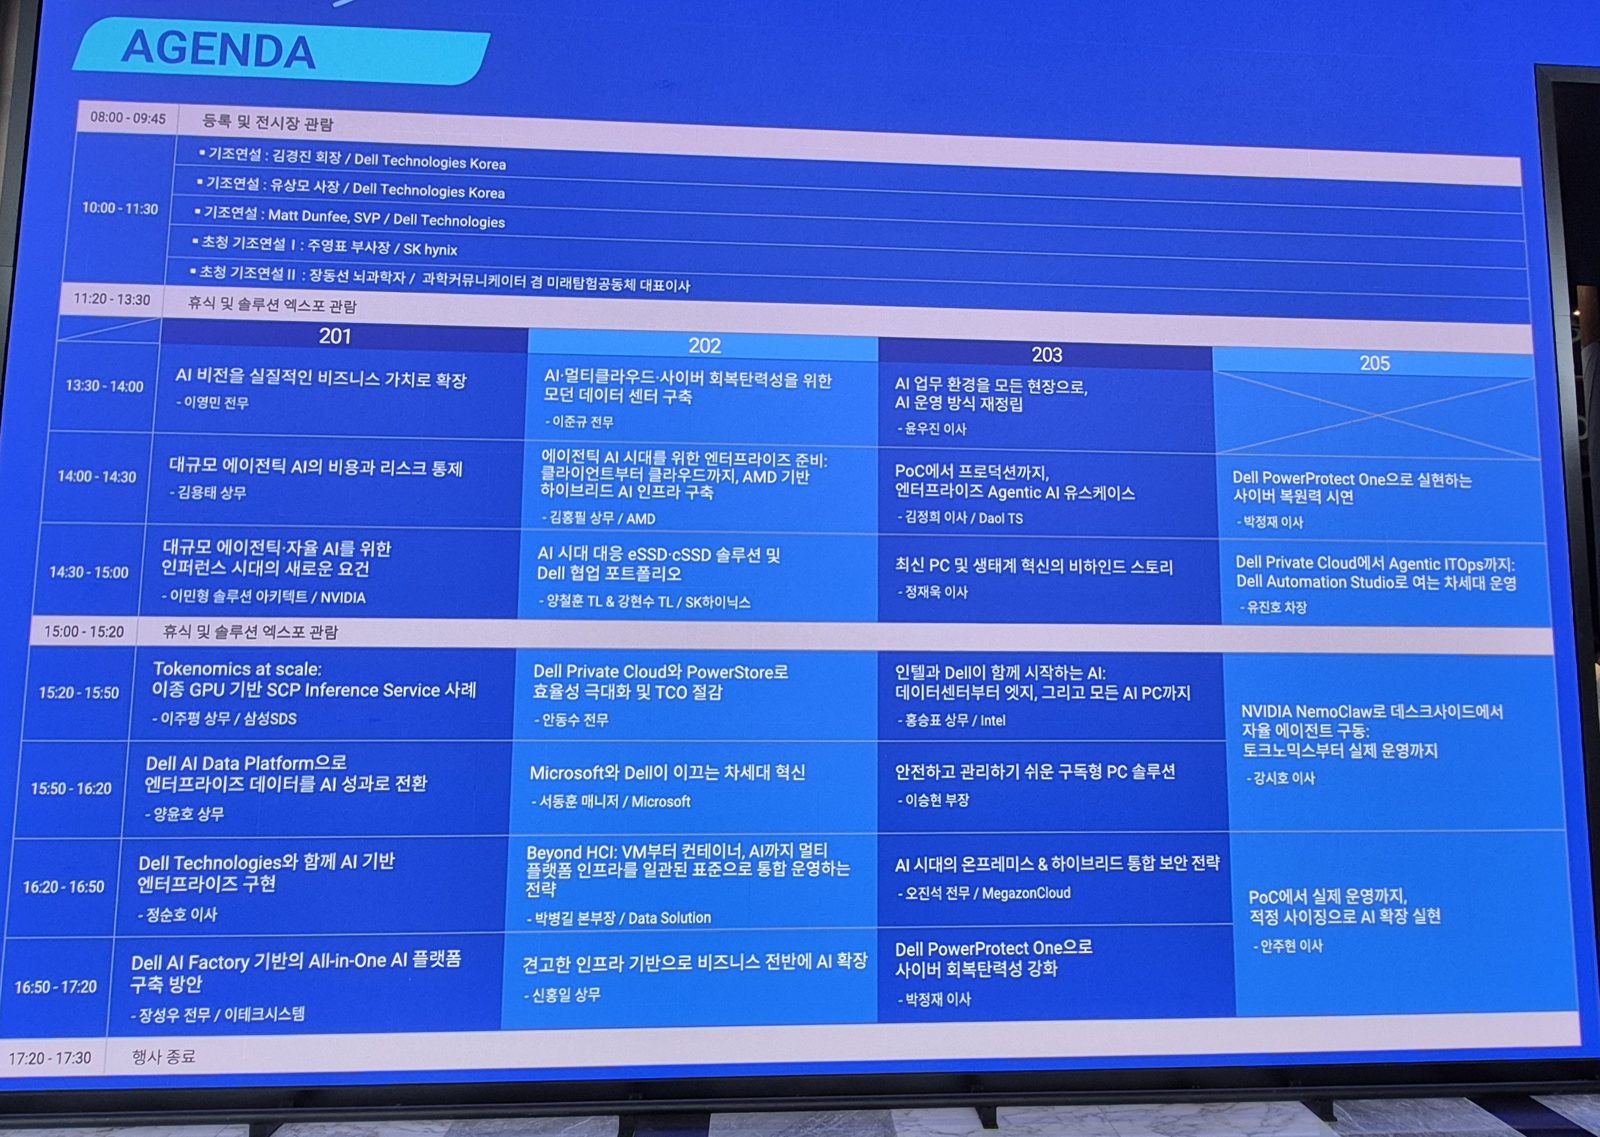 AGENDA
08:00 - 09:45 등록 및 전시장 관람
10:00 - 11:30
▪ 기조연설 : 김경진 회장 / Dell Technologies Korea
▪ 기조연설 : 유상모 사장 / Dell Technologies Korea
▪ 기조연설 : Matt Dunfee, SVP / Dell Technologies
▪ 초청 기조연설 I : 주영표 부사장 / SK hynix
▪ 초청 기조연설 II : 장동선 뇌과학자 / 과학커뮤니케이터 겸 미래탐험공동체 대표이사
11:20 - 13:30 휴식 및 솔루션 엑스포 관람
201 202 203 205
13:30 - 14:00
AI 비전을 실질적인 비즈니스 가치로 확장
- 이영민 전무
AI·멀티클라우드·사이버 회복탄력성을 위한
모던 데이터 센터 구축
- 이준규 전무
AI 업무 환경을 모든 현장으로,
AI 운영 방식 재정립
- 윤우진 이사
14:00 - 14:30
대규모 에이전틱 AI의 비용과 리스크 통제
- 김용태 상무
에이전틱 AI 시대를 위한 엔터프라이즈 준비:
클라이언트부터 클라우드까지, AMD 기반
하이브리드 AI 인프라 구축
- 김홍필 상무 / AMD
PoC에서 프로덕션까지,
엔터프라이즈 Agentic AI 유스케이스
- 김정희 이사 / Daol TS
Dell PowerProtect One으로 실현하는
사이버 복원력 시연
- 박정재 이사
14:30 - 15:00
대규모 에이전틱·자율 AI를 위한
인퍼런스 시대의 새로운 요건
- 이민형 솔루션 아키텍트 / NVIDIA
AI 시대 대응 eSSD·cSSD 솔루션 및
Dell 협업 포트폴리오
- 양철훈 TL & 강현수 TL / SK하이닉스
최신 PC 및 생태계 혁신의 비하인드 스토리
- 정재욱 이사
Dell Private Cloud에서 Agentic ITOps까지:
Dell Automation Studio로 여는 차세대 운영
- 유진호 차장
15:00 - 15:20 휴식 및 솔루션 엑스포 관람
15:20 - 15:50
Tokenomics at scale:
이종 GPU 기반 SCP Inference Service 사례
- 이주평 상무 / 삼성SDS
Dell Private Cloud와 PowerStore로
효율성 극대화 및 TCO 절감
- 안동수 전무
인텔과 Dell이 함께 시작하는 AI:
데이터센터부터 엣지, 그리고 모든 AI PC까지
- 홍승표 상무 / Intel
NVIDIA NemoClaw로 데스크사이드에서
자율 에이전트 구동:
토크노믹스부터 실제 운영까지
- 강시호 이사
15:50 - 16:20
Dell AI Data Platform으로
엔터프라이즈 데이터를 AI 성과로 전환
- 양윤호 상무
Microsoft와 Dell이 이끄는 차세대 혁신
- 서동훈 매니저 / Microsoft
안전하고 관리하기 쉬운 구독형 PC 솔루션
- 이승현 부장
16:20 - 16:50
Dell Technologies와 함께 AI 기반
엔터프라이즈 구현
- 정순호 이사
Beyond HCI: VM부터 컨테이너, AI까지 멀티
플랫폼 인프라를 일관된 표준으로 통합 운영하는
전략
- 박병길 본부장 / Data Solution
AI 시대의 온프레미스 & 하이브리드 통합 보안 전략
- 오진석 전무 / MegazonCloud
PoC에서 실제 운영까지,
적정 사이징으로 AI 확장 실현
- 안주현 이사
16:50 - 17:20
Dell AI Factory 기반의 All-in-One AI 플랫폼
구축 방안
- 장성우 전무 / 이테크시스템
견고한 인프라 기반으로 비즈니스 전반에 AI 확장
- 신홍일 상무
Dell PowerProtect One으로
사이버 회복탄력성 강화
- 박정재 이사
17:20 - 17:30 행사 종료